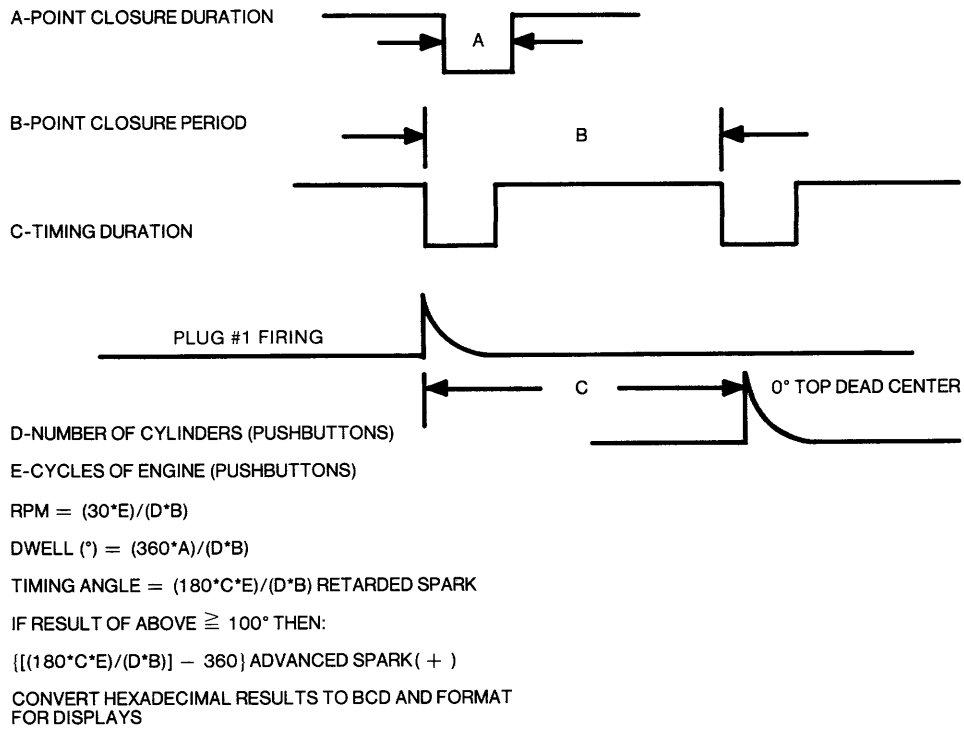 A-POINT CLOSURE DURATION
A
B-POINT CLOSURE PERIOD
B
C-TIMING DURATION
PLUG #1 FIRING
C
0° TOP DEAD CENTER
D-NUMBER OF CYLINDERS (PUSHBUTTONS)
E-CYCLES OF ENGINE (PUSHBUTTONS)
RPM = (30*E)/(D*B)
DWELL (°) = (360*A)/(D*B)
TIMING ANGLE = (180*C*E)/(D*B) RETARDED SPARK
IF RESULT OF ABOVE ≧ 100° THEN:
{[(180*C*E)/(D*B)] − 360} ADVANCED SPARK ( + )
CONVERT HEXADECIMAL RESULTS TO BCD AND FORMAT
FOR DISPLAYS